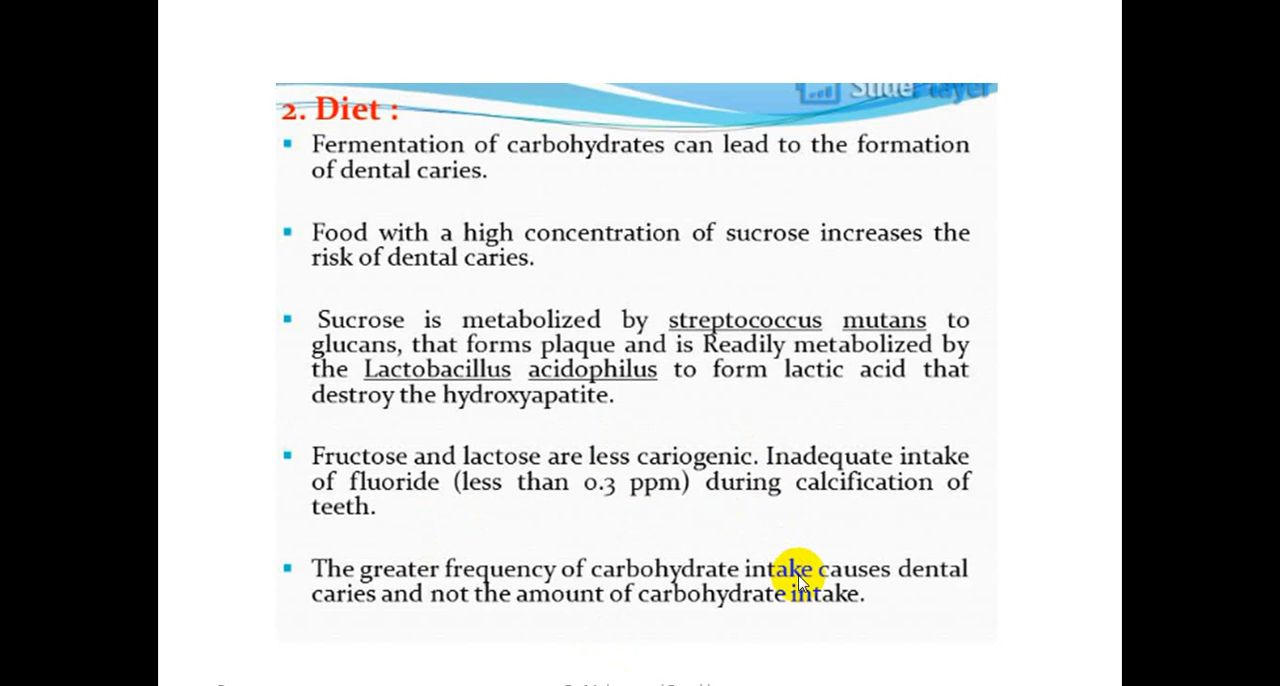 SlidePlayer
2. Diet :
Fermentation of carbohydrates can lead to the formation
of dental caries.
Food with a high concentration of sucrose increases the
risk of dental caries.
Sucrose is metabolized by streptococcus mutans to
glucans, that forms plaque and is Readily metabolized by
the Lactobacillus acidophilus to form lactic acid that
destroy the hydroxyapatite.
Fructose and lactose are less cariogenic. Inadequate intake
of fluoride (less than 0.3 ppm) during calcification of
teeth.
The greater frequency of carbohydrate intake causes dental
caries and not the amount of carbohydrate intake.